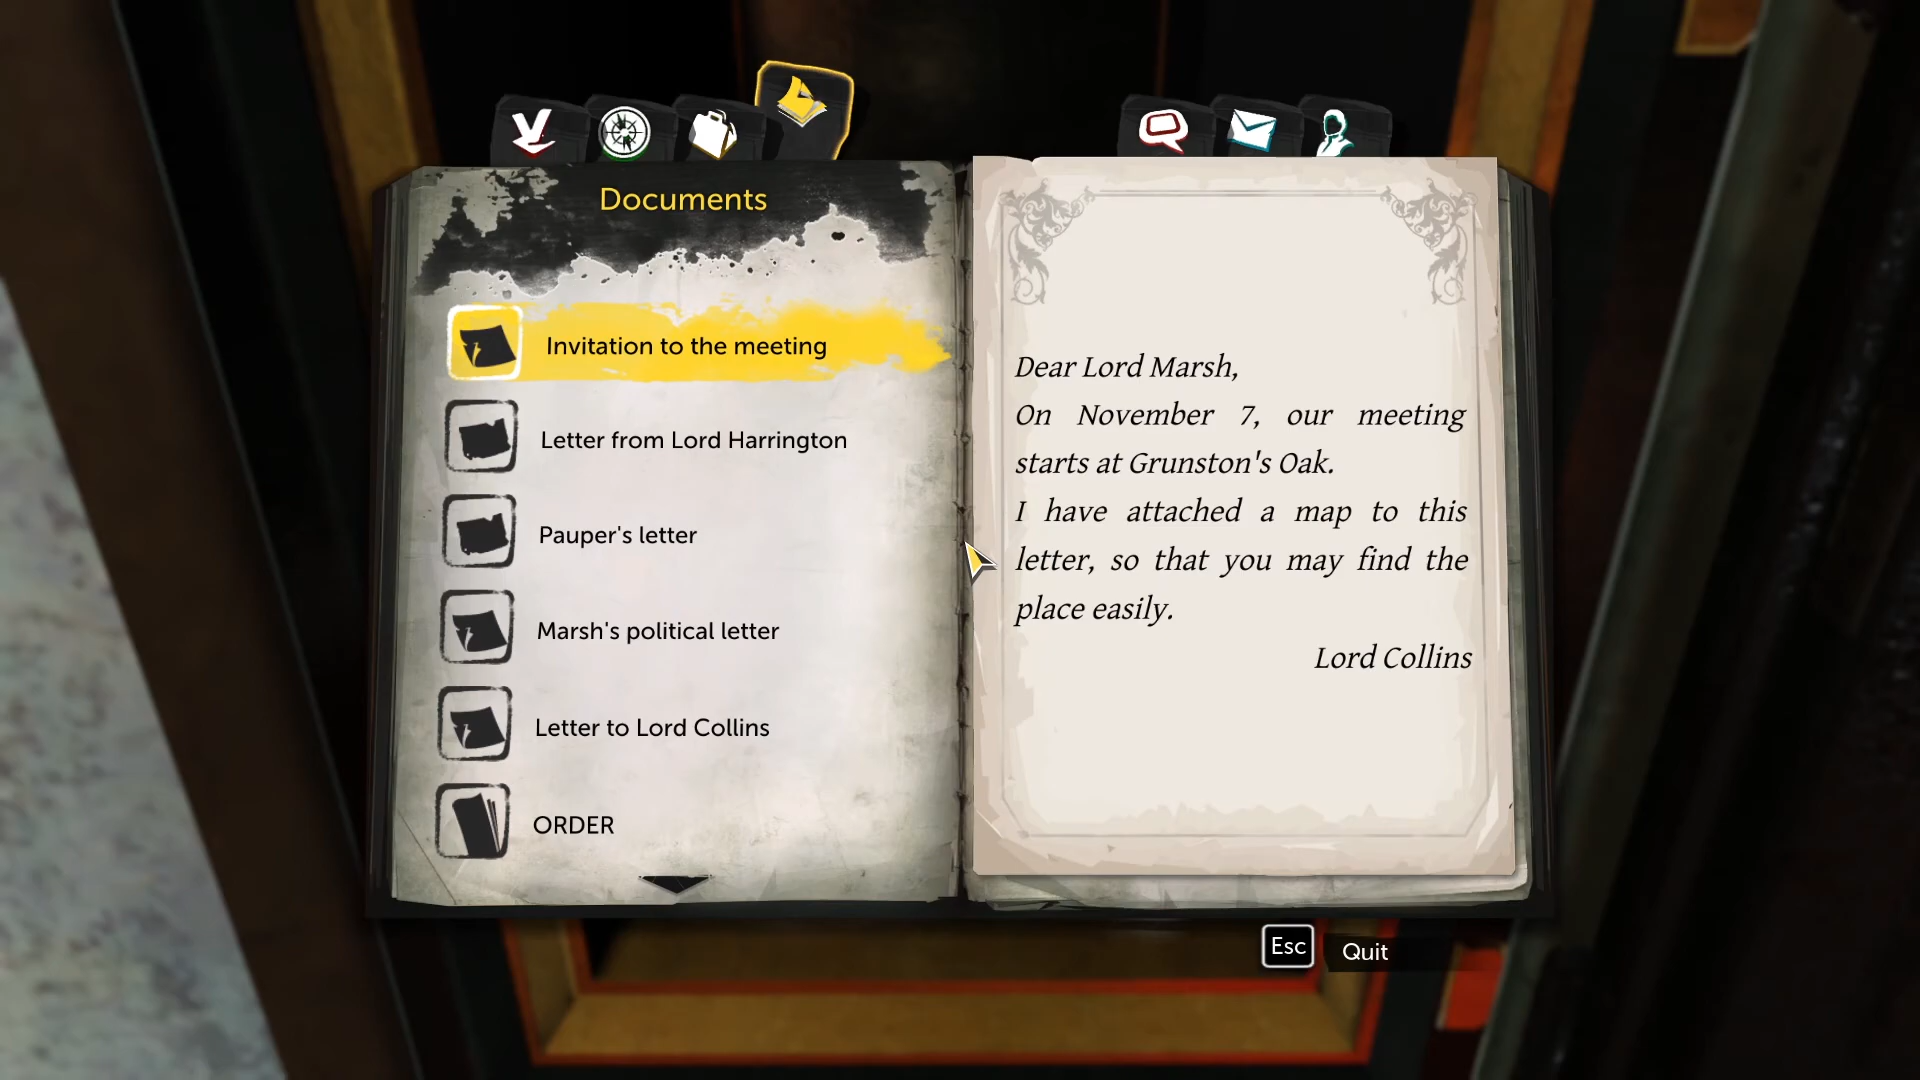 Documents
Invitation to the meeting
Letter from Lord Harrington
Pauper's letter
Marsh's political letter
Letter to Lord Collins
ORDER
Dear Lord Marsh,
On November 7, our meeting
starts at Grunston's Oak.
I have attached a map to this
letter, so that you may find the
place easily.
Lord Collins
Esc Quit